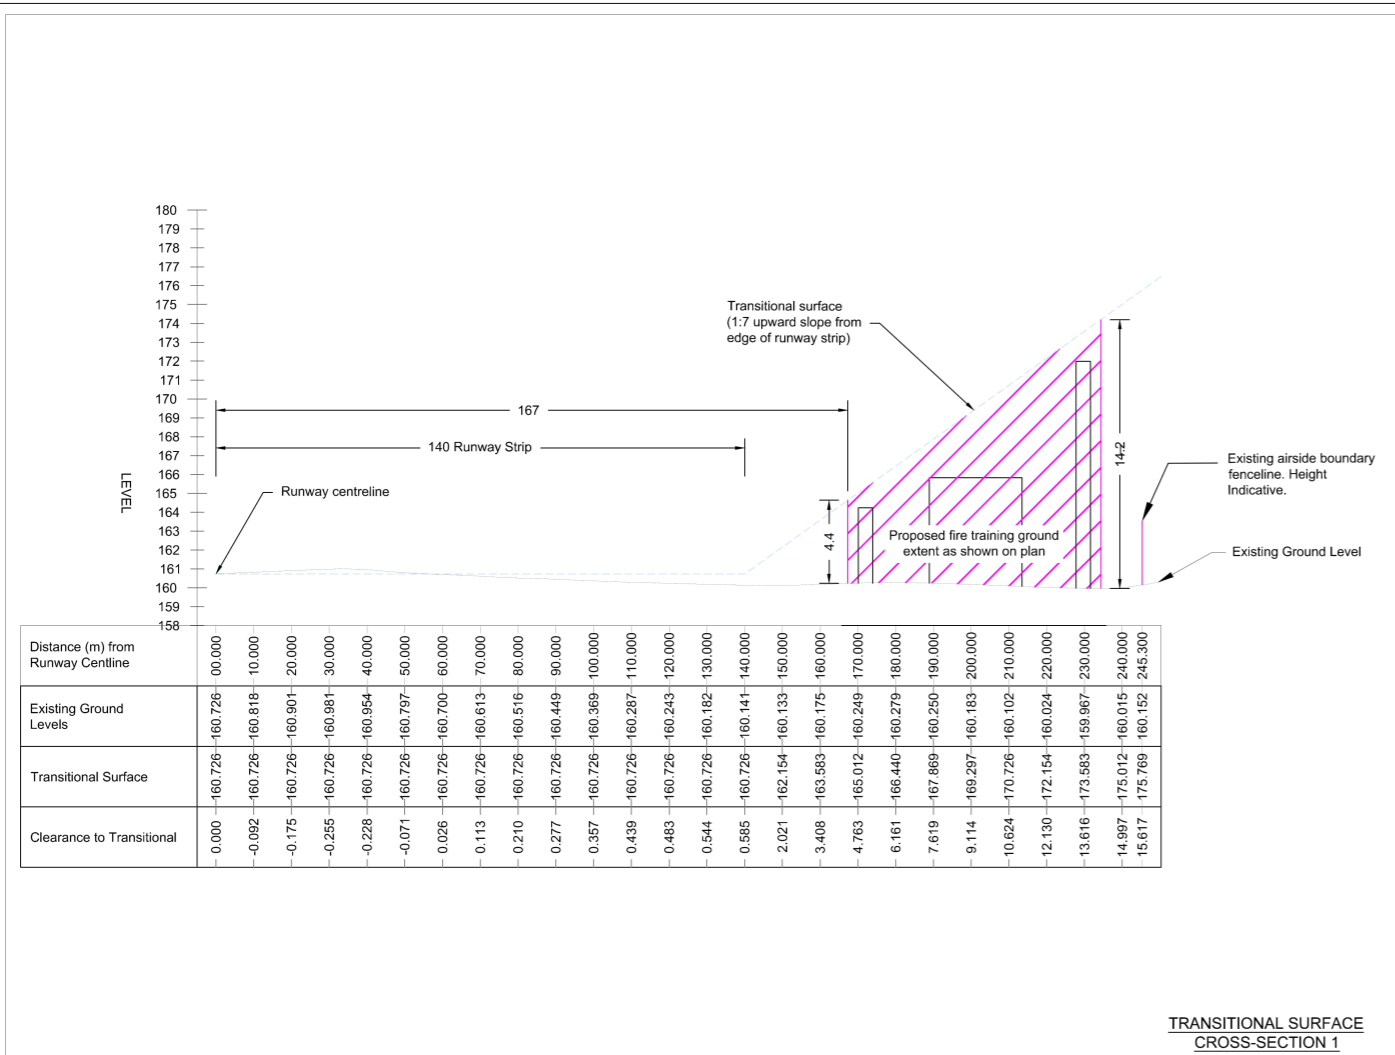 180
179
178
177
176
175
174
173
172
171
170
169
168
167
166
165
164
163
162
161
160
159
158
LEVEL
Transitional surface
(1:7 upward slope from
edge of runway strip)
167
140 Runway Strip
Runway centreline
4.4
14.2
Proposed fire training ground
extent as shown on plan
Existing airside boundary
fenceline. Height
Indicative.
Existing Ground Level
Distance (m) from
Runway Centline
00.000 10.000 20.000 30.000 40.000 50.000 60.000 70.000 80.000 90.000 100.000 110.000 120.000 130.000 140.000 150.000 160.000 170.000 180.000 190.000 200.000 210.000 220.000 230.000 240.000 245.300
Existing Ground
Levels
160.726 160.818 160.901 160.981 160.954 160.797 160.700 160.613 160.516 160.449 160.369 160.287 160.243 160.182 160.141 160.133 160.175 160.249 160.279 160.250 160.183 160.102 160.024 159.967 160.015 160.152
Transitional Surface
160.726 160.726 160.726 160.726 160.726 160.726 160.726 160.726 160.726 160.726 160.726 160.726 160.726 160.726 160.726 162.154 163.583 165.012 166.440 167.869 169.297 170.726 172.154 173.583 175.012 175.769
Clearance to Transitional
0.000 -0.092 -0.175 -0.255 -0.228 -0.071 0.026 0.113 0.210 0.277 0.357 0.439 0.483 0.544 0.585 2.021 3.408 4.763 6.161 7.619 9.114 10.624 12.130 13.616 14.997 15.617
TRANSITIONAL SURFACE
CROSS-SECTION 1